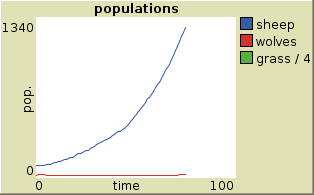 populations
1340
pop.
0
0 time 100
sheep
wolves
grass / 4